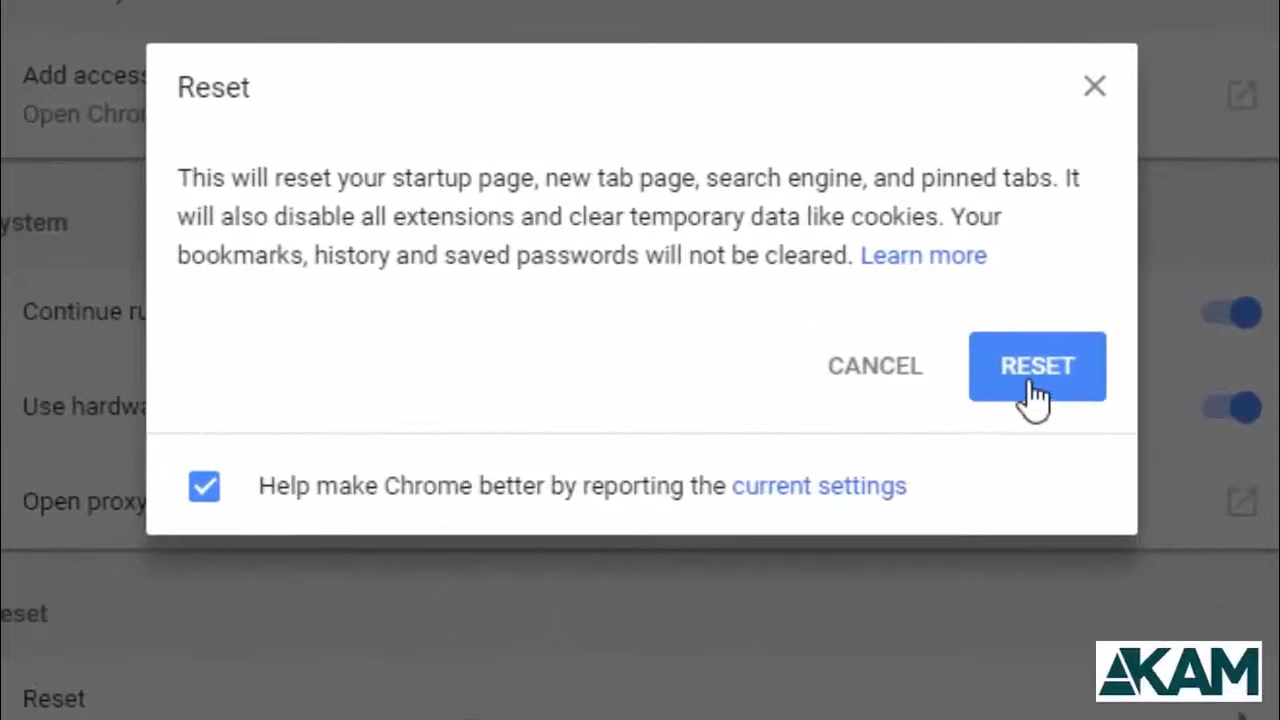 Add access
Open Chro
Reset
This will reset your startup page, new tab page, search engine, and pinned tabs. It
will also disable all extensions and clear temporary data like cookies. Your
bookmarks, history and saved passwords will not be cleared. Learn more
ystem
Continue ru
CANCEL
RESET
Use hardwa
Help make Chrome better by reporting the current settings
Open proxy
eset
Reset
AKAM